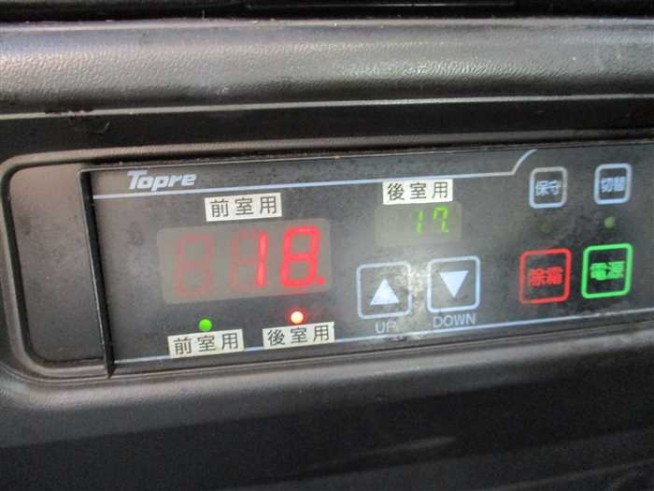 Topre
前室用
後室用
保守
切替
18.
17.
除霜
電源
UP
DOWN
前室用
後室用